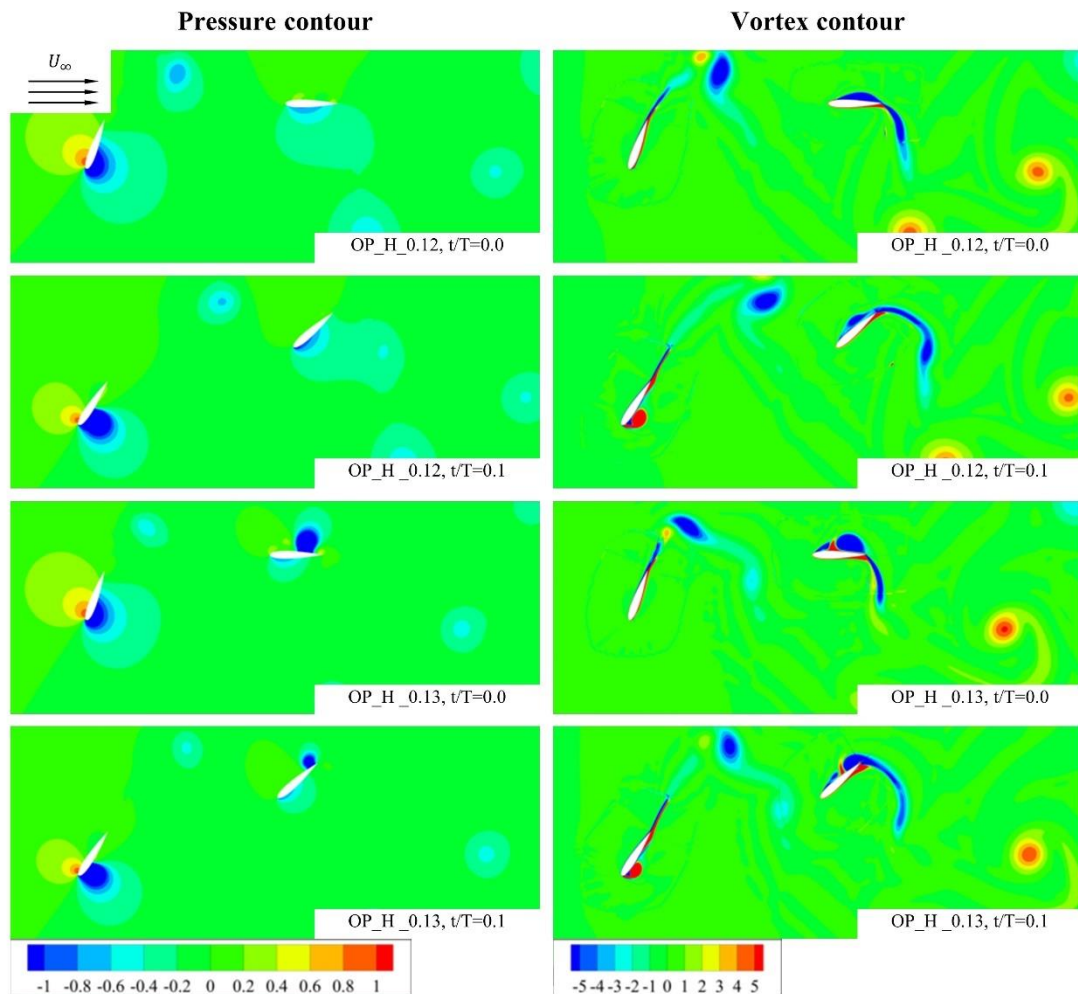 Pressure contour
Vortex contour
U∞
OP_H_0.12, t/T=0.0
OP_H _0.12, t/T=0.0
OP_H _0.12, t/T=0.1
OP_H _0.12, t/T=0.1
OP_H _0.13, t/T=0.0
OP_H _0.13, t/T=0.0
OP_H _0.13, t/T=0.1
OP_H _0.13, t/T=0.1
-1 -0.8 -0.6 -0.4 -0.2 0 0.2 0.4 0.6 0.8 1
-5 -4 -3 -2 -1 0 1 2 3 4 5